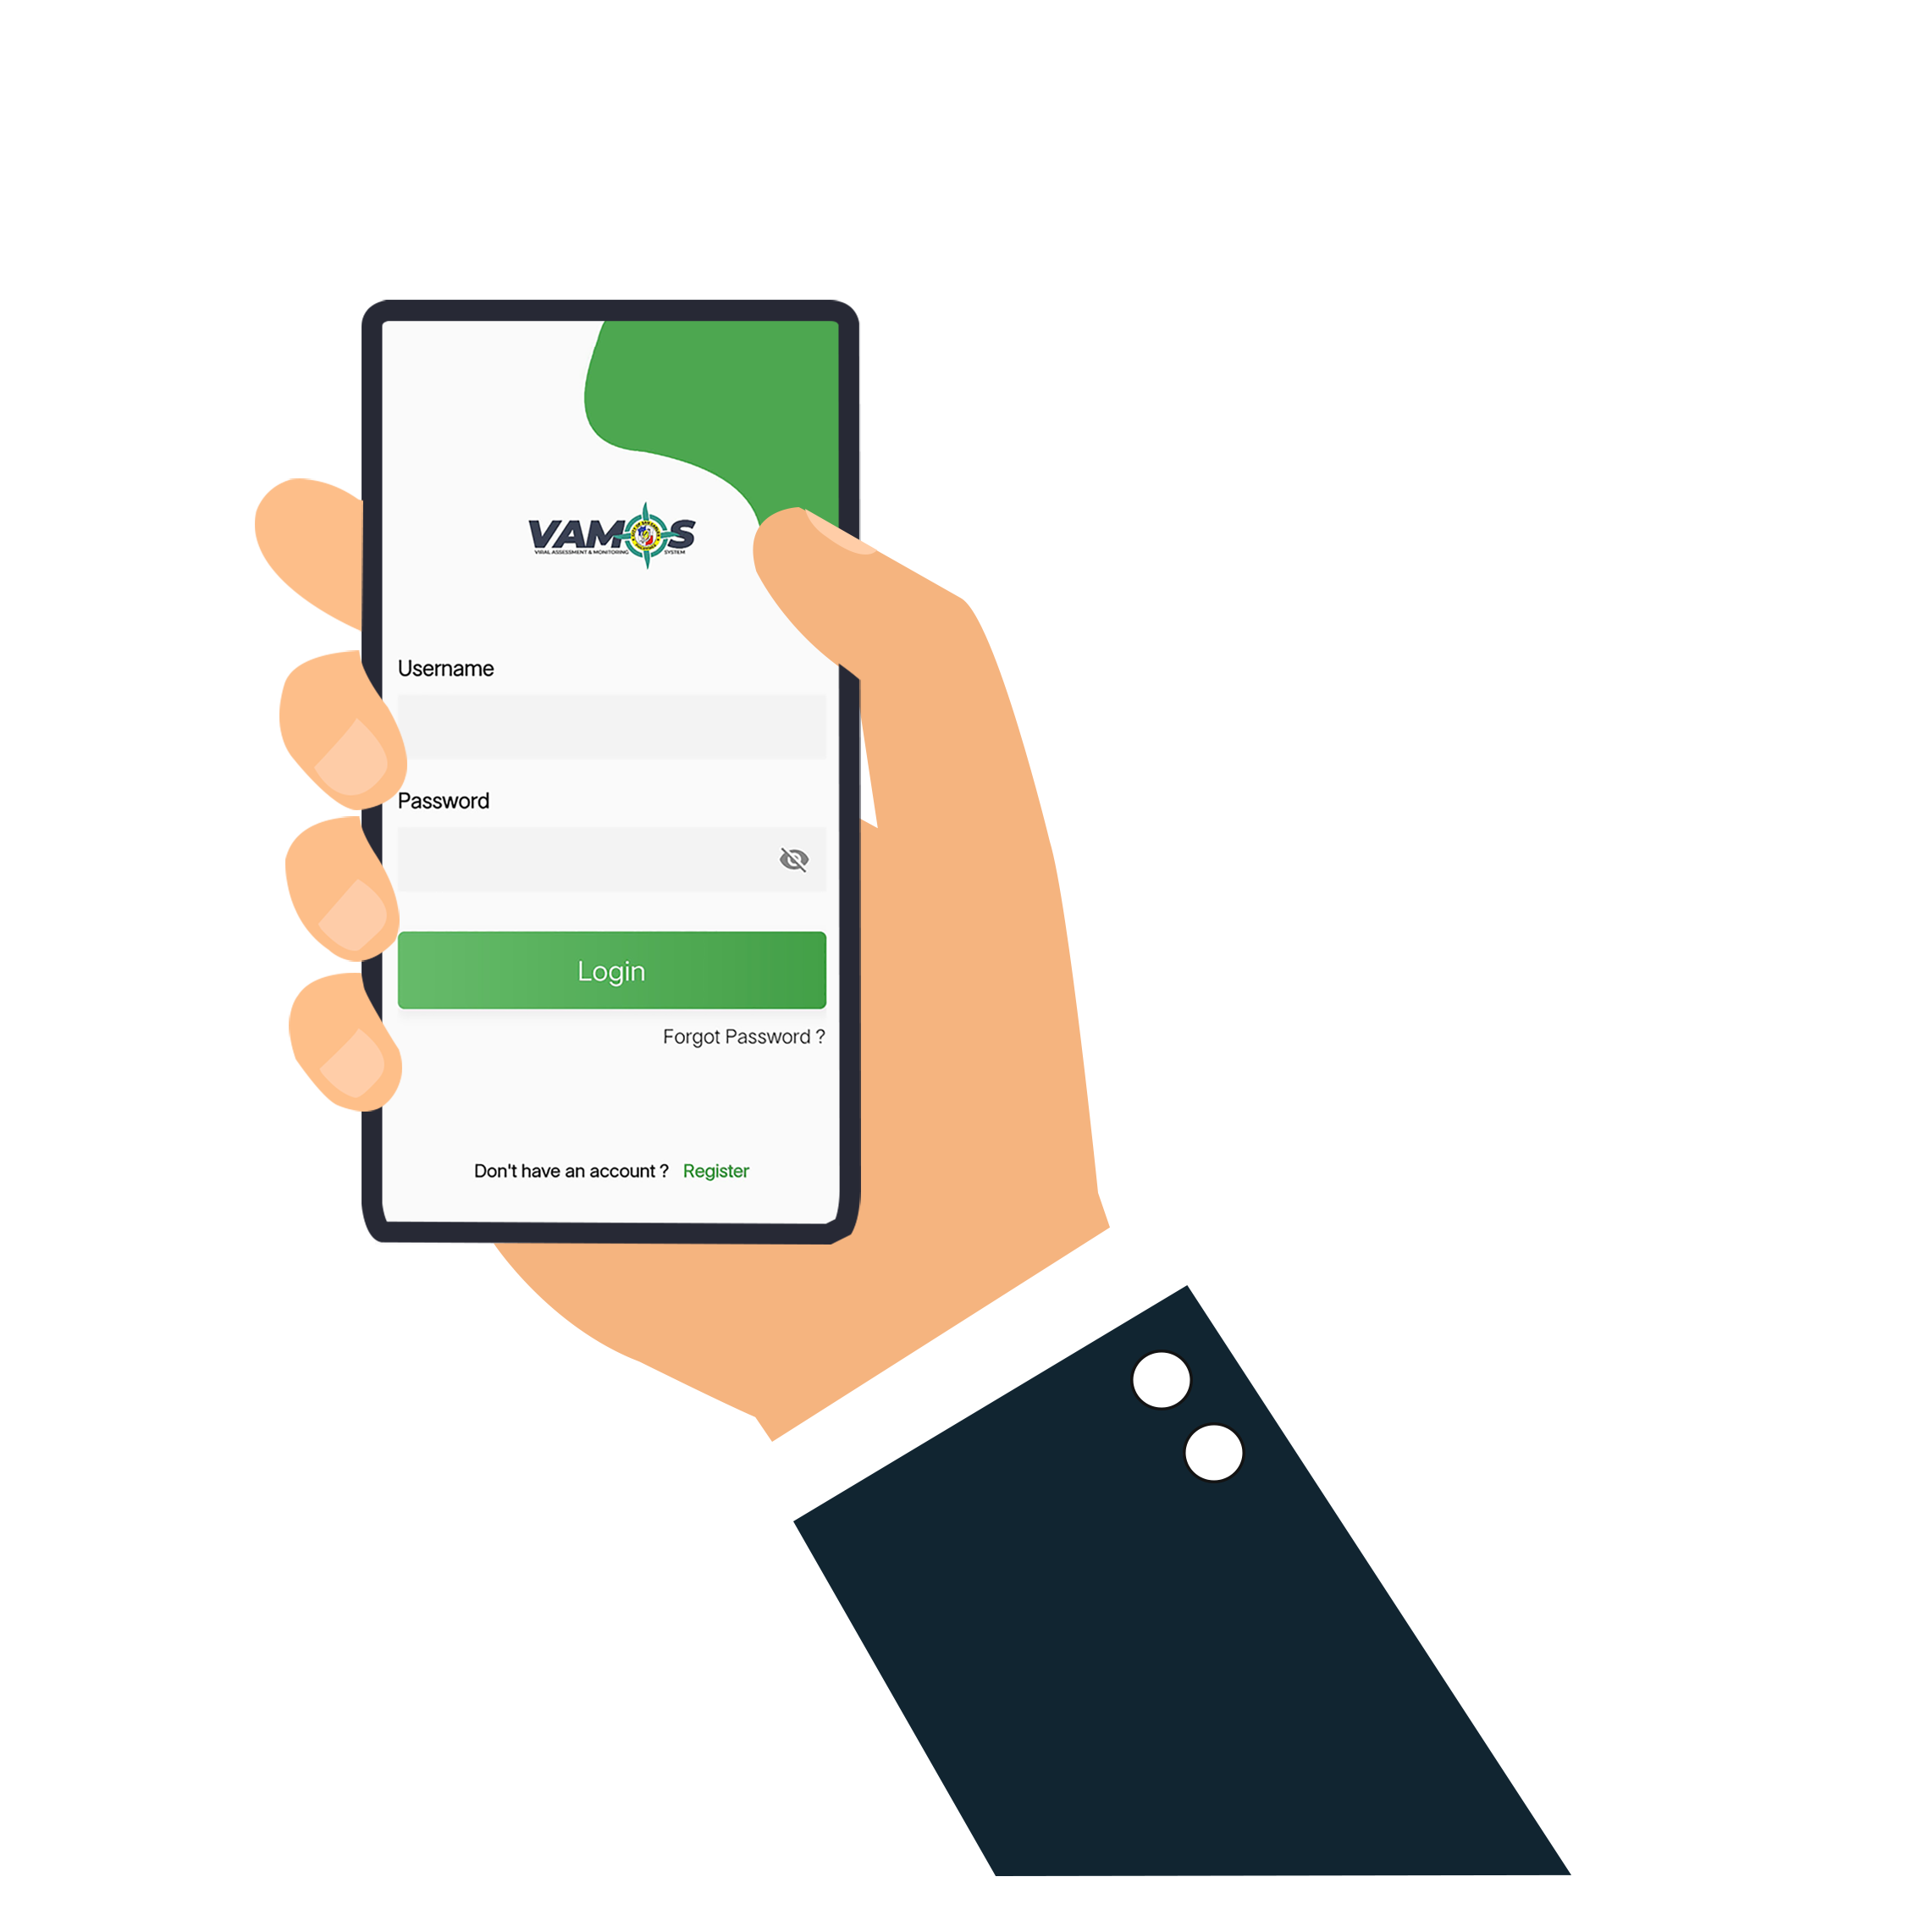 VAMOS
VIRAL ASSESSMENT & MONITORING SYSTEM
Username
Password
Login
Forgot Password ?
Don't have an account ? Register